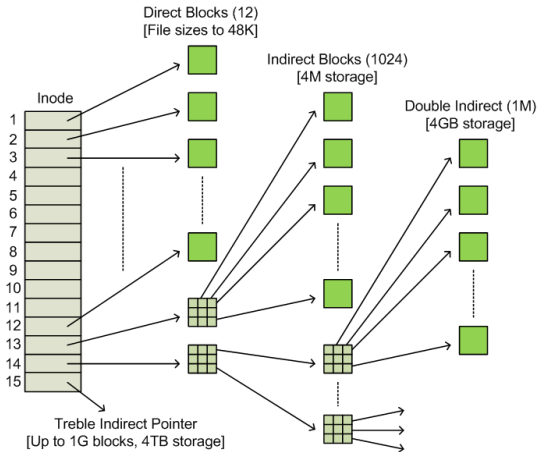 Direct Blocks (12)
[File sizes to 48K]
Indirect Blocks (1024)
[4M storage]
Double Indirect (1M)
[4GB storage]
Inode
1
2
3
4
5
6
7
8
9
10
11
12
13
14
15
Treble Indirect Pointer
[Up to 1G blocks, 4TB storage]